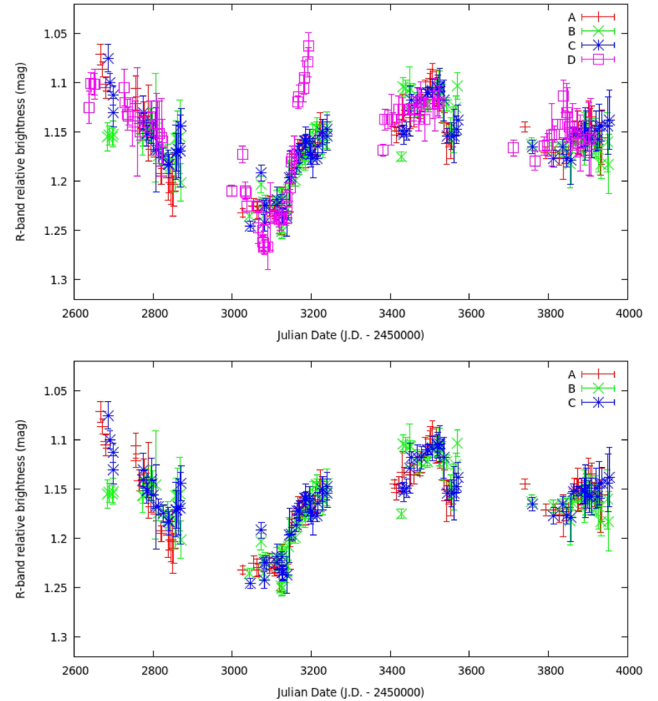 1.05
1.1
1.15
1.2
1.25
1.3
R-band relative brightness (mag)
A
B
C
D
2600 2800 3000 3200 3400 3600 3800 4000
Julian Date (J.D. - 2450000)
1.05
1.1
1.15
1.2
1.25
1.3
R-band relative brightness (mag)
A
B
C
2600 2800 3000 3200 3400 3600 3800 4000
Julian Date (J.D. - 2450000)